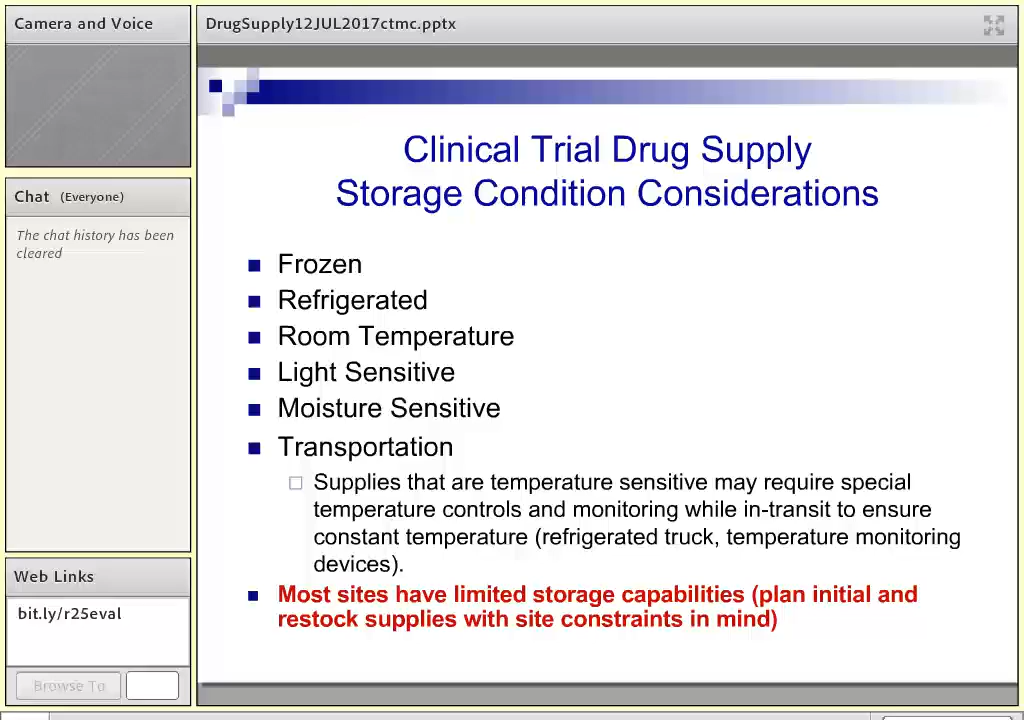 Camera and Voice
DrugSupply12JUL2017ctmc.pptx
Chat (Everyone)
The chat history has been
cleared
Web Links
bit.ly/r25eval
Browse To
Clinical Trial Drug Supply
Storage Condition Considerations
Frozen
Refrigerated
Room Temperature
Light Sensitive
Moisture Sensitive
Transportation
Supplies that are temperature sensitive may require special
temperature controls and monitoring while in-transit to ensure
constant temperature (refrigerated truck, temperature monitoring
devices).
Most sites have limited storage capabilities (plan initial and
restock supplies with site constraints in mind)